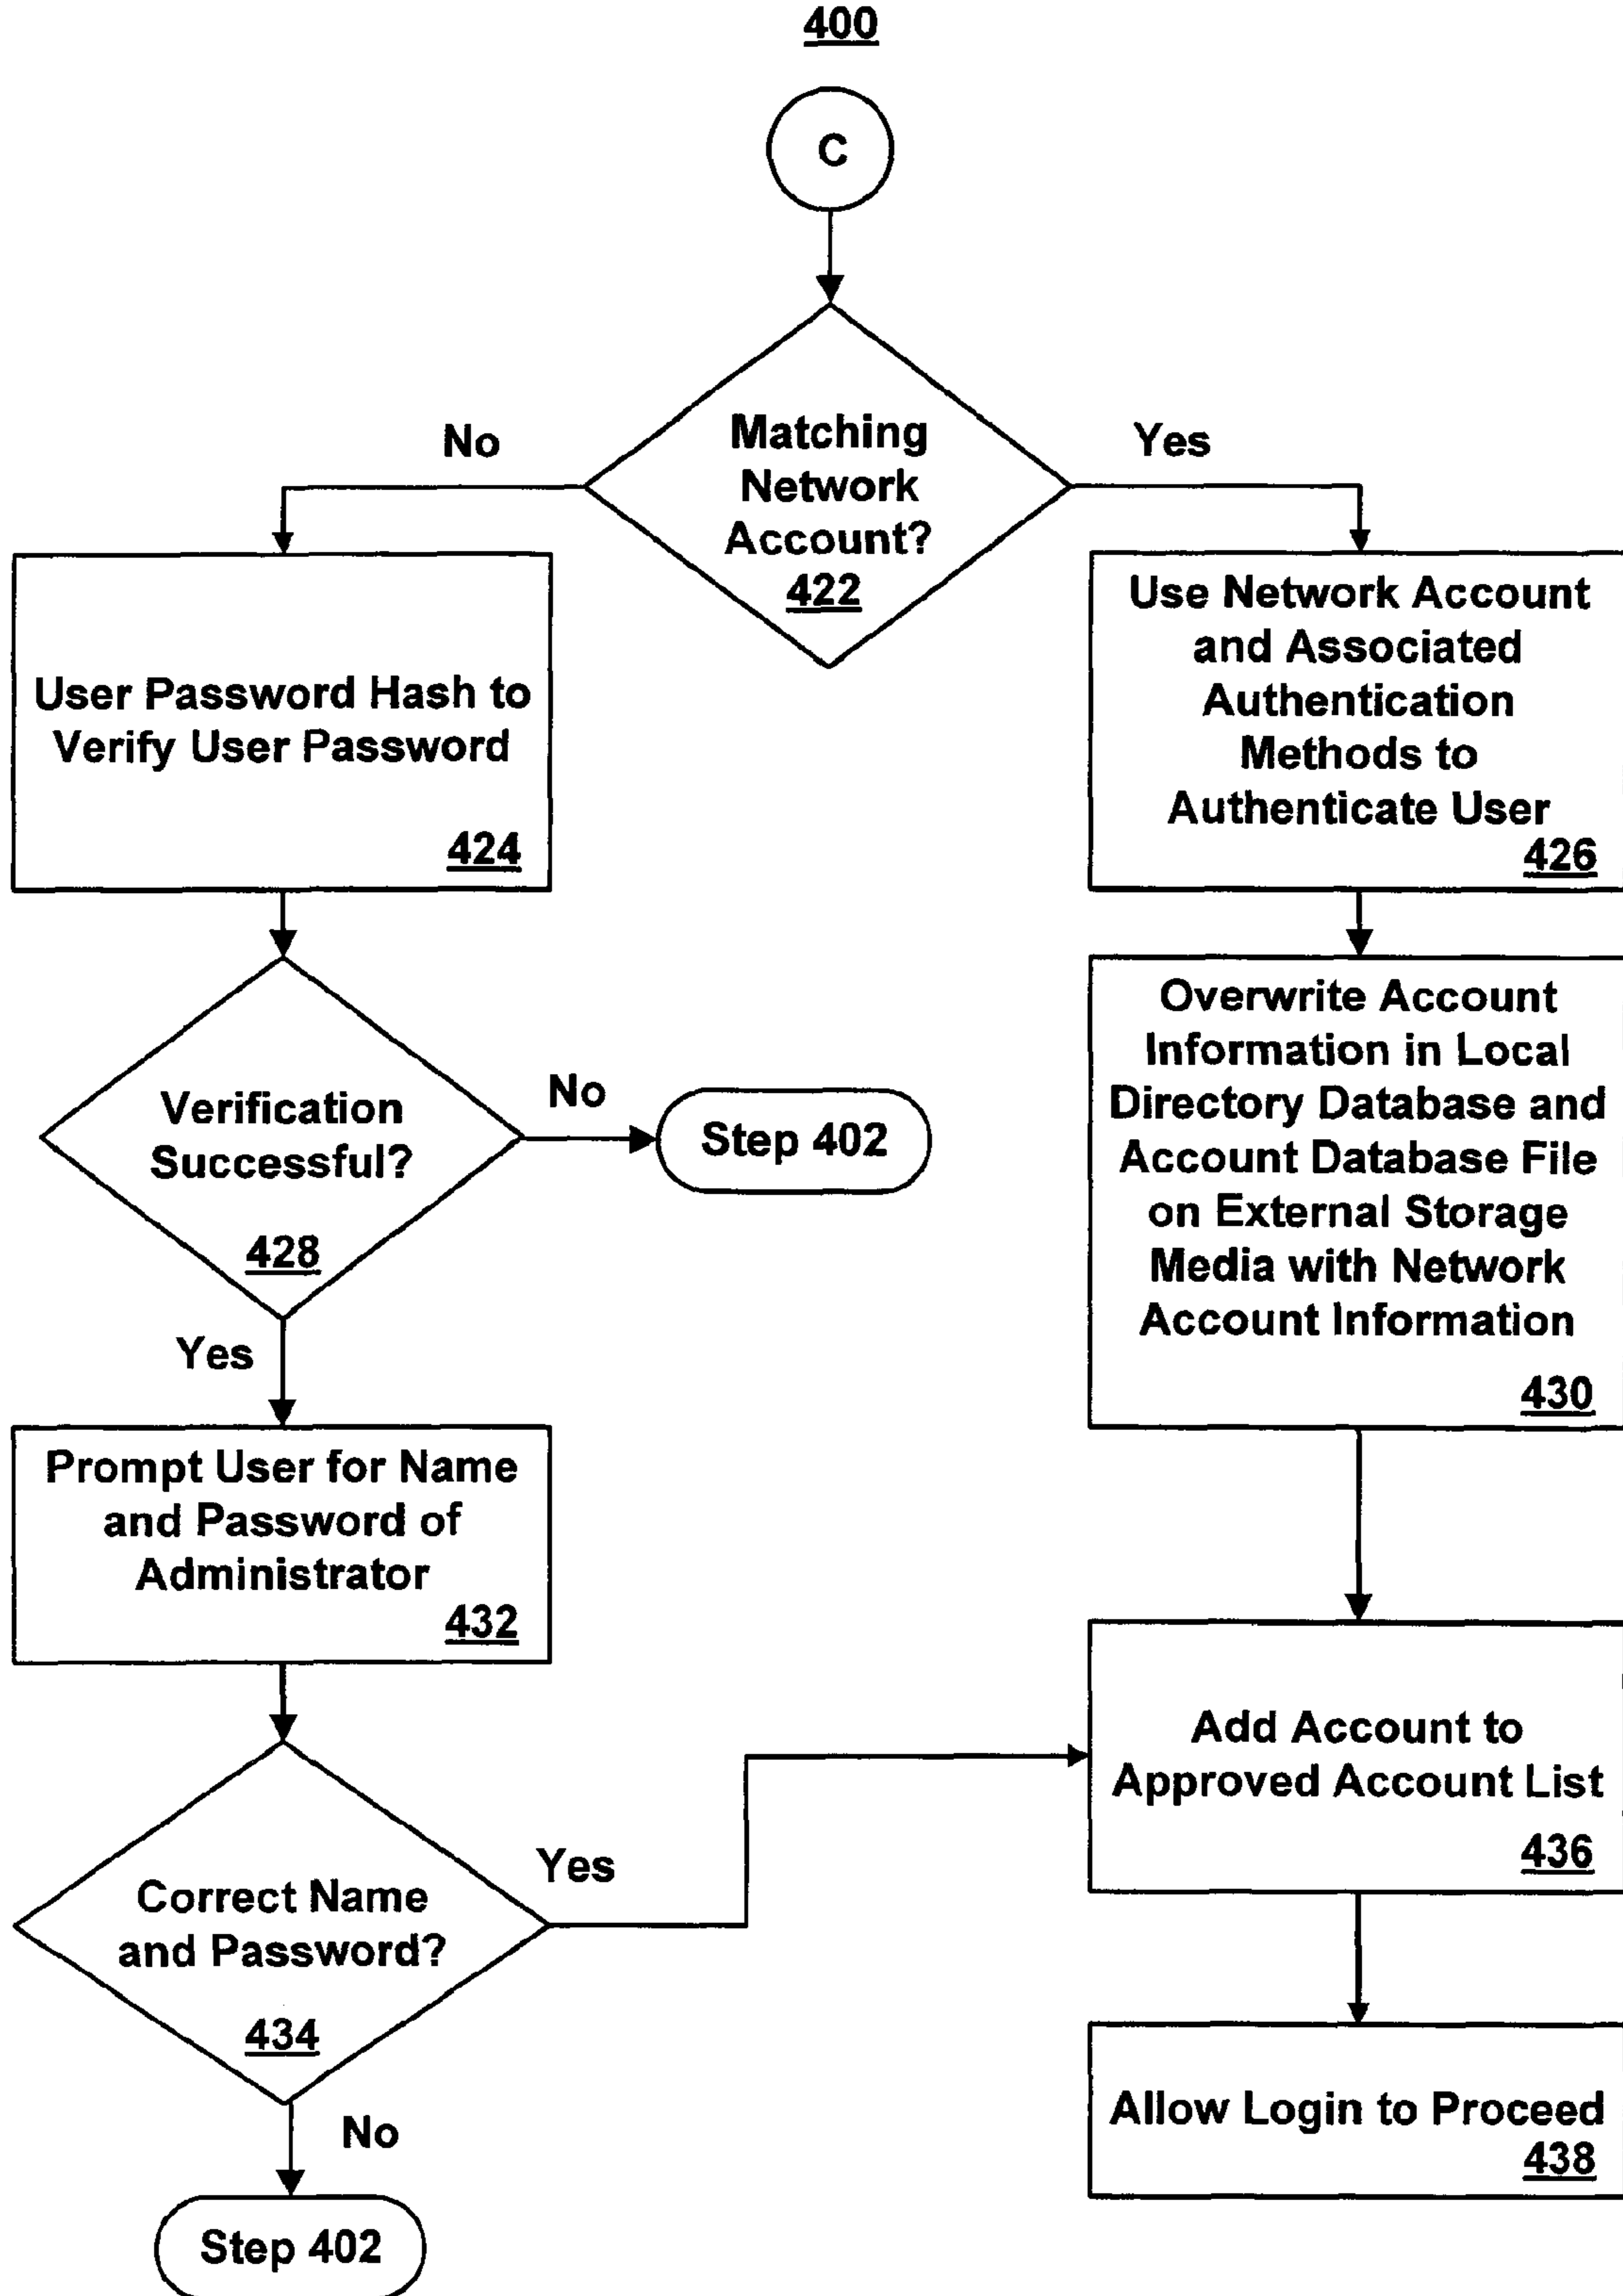 400
C
Matching
Network
Account?
422
No
Yes
User Password Hash to
Verify User Password
424
Use Network Account
and Associated
Authentication
Methods to
Authenticate User
426
Verification
Successful?
428
No
Step 402
Overwrite Account
Information in Local
Directory Database and
Account Database File
on External Storage
Media with Network
Account Information
430
Yes
Prompt User for Name
and Password of
Administrator
432
Correct Name
and Password?
434
Yes
Add Account to
Approved Account List
436
No
Step 402
Allow Login to Proceed
438